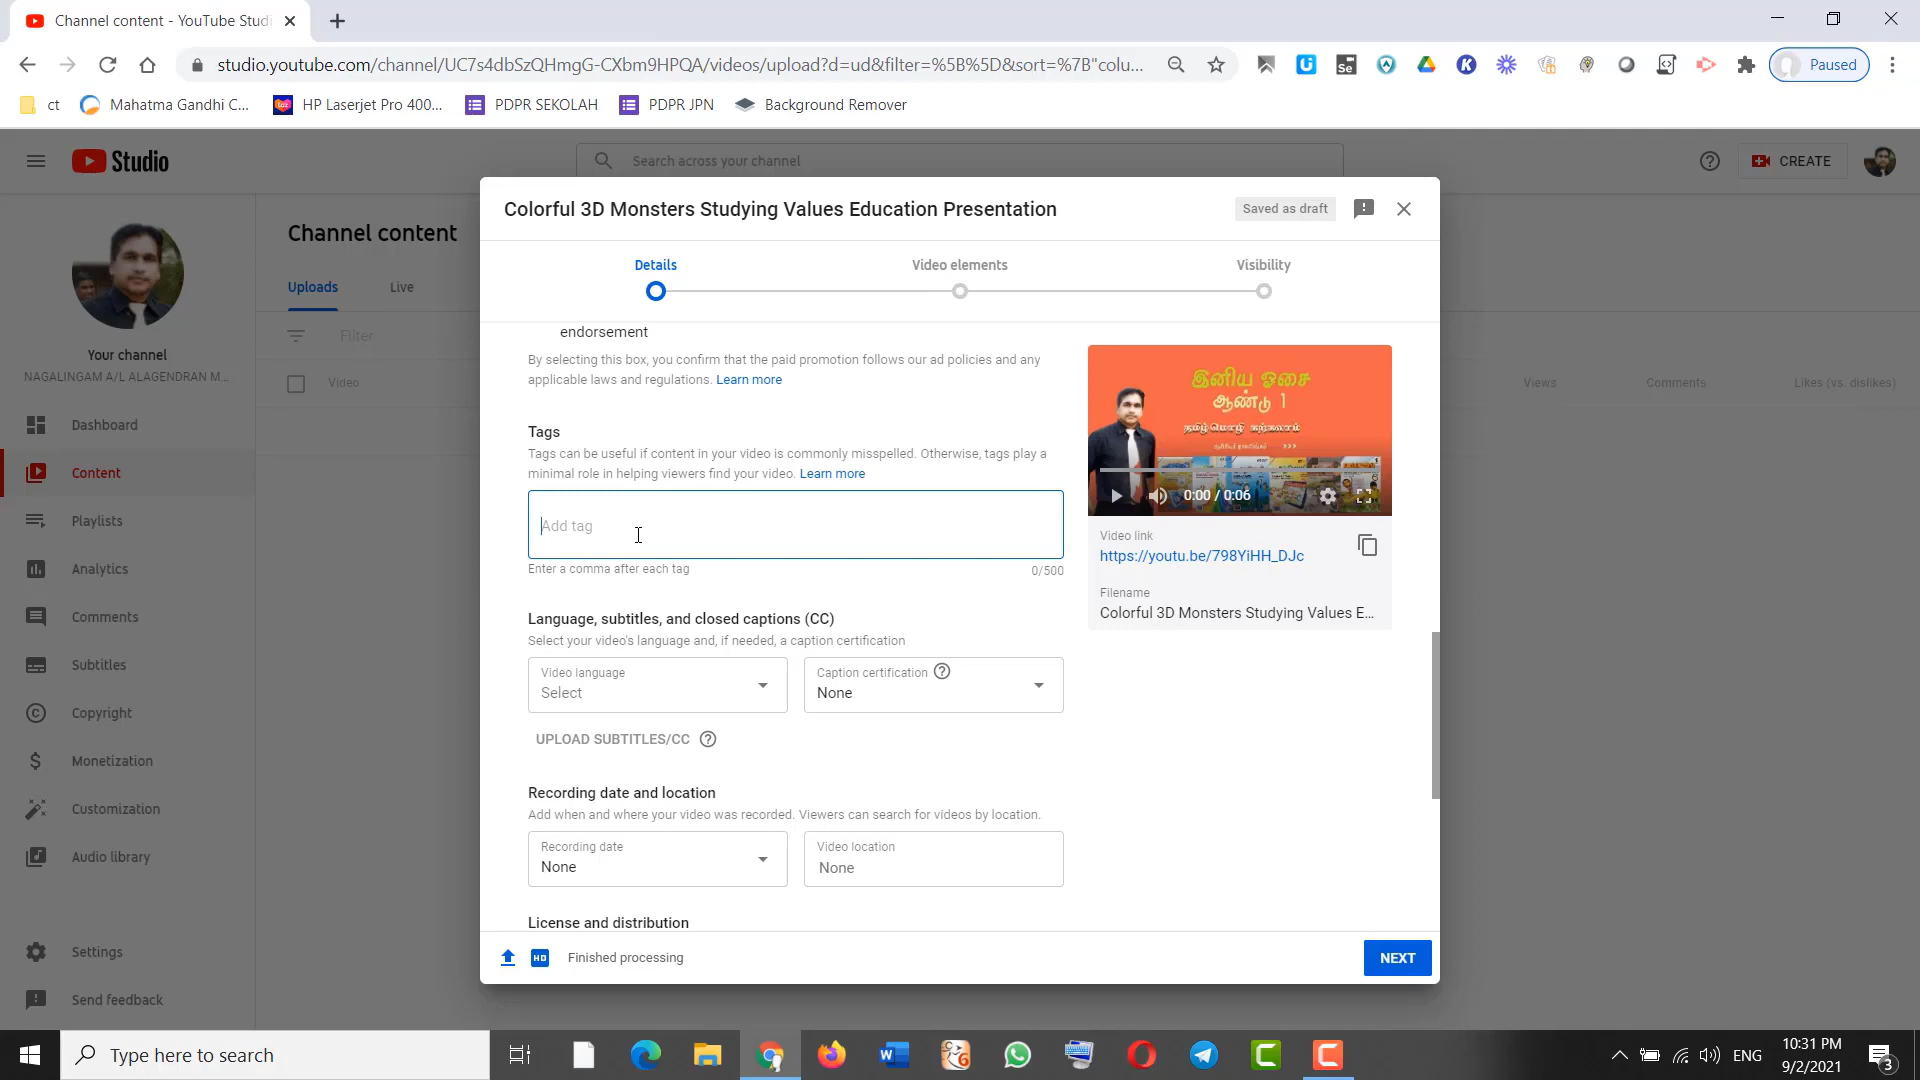 Channel content - YouTube Studi
studio.youtube.com/channel/UC7s4dbSzQHmgG-CXbm9HPQA/videos/upload?d=ud&filter=%5B%5D&sort=%7B"colu...
Paused
ct
Mahatma Gandhi C...
HP Laserjet Pro 400...
PDPR SEKOLAH
PDPR JPN
Background Remover
Studio
Search across your channel
CREATE
Channel content
Uploads
Live
Filter
Video
Views
Comments
Likes (vs. dislikes)
Your channel
NAGALINGAM A/L ALAGENDRAN M...
Dashboard
Content
Playlists
Analytics
Comments
Subtitles
Copyright
Monetization
Customization
Audio library
Settings
Send feedback
Colorful 3D Monsters Studying Values Education Presentation
Saved as draft
Details
Video elements
Visibility
endorsement
By selecting this box, you confirm that the paid promotion follows our ad policies and any
applicable laws and regulations. Learn more
Tags
Tags can be useful if content in your video is commonly misspelled. Otherwise, tags play a
minimal role in helping viewers find your video. Learn more
Add tag
Enter a comma after each tag
0/500
Language, subtitles, and closed captions (CC)
Select your video's language and, if needed, a caption certification
Video language
Select
Caption certification
None
UPLOAD SUBTITLES/CC
Recording date and location
Add when and where your video was recorded. Viewers can search for videos by location.
Recording date
None
Video location
None
License and distribution
இனிய ஓசை
ஆண்டு 1
தமிழ் மொழி கற்கலாம்
0:00 / 0:06
Video link
https://youtu.be/798YiHH_DJc
Filename
Colorful 3D Monsters Studying Values E...
HD
Finished processing
NEXT
Type here to search
ENG
10:31 PM
9/2/2021
3